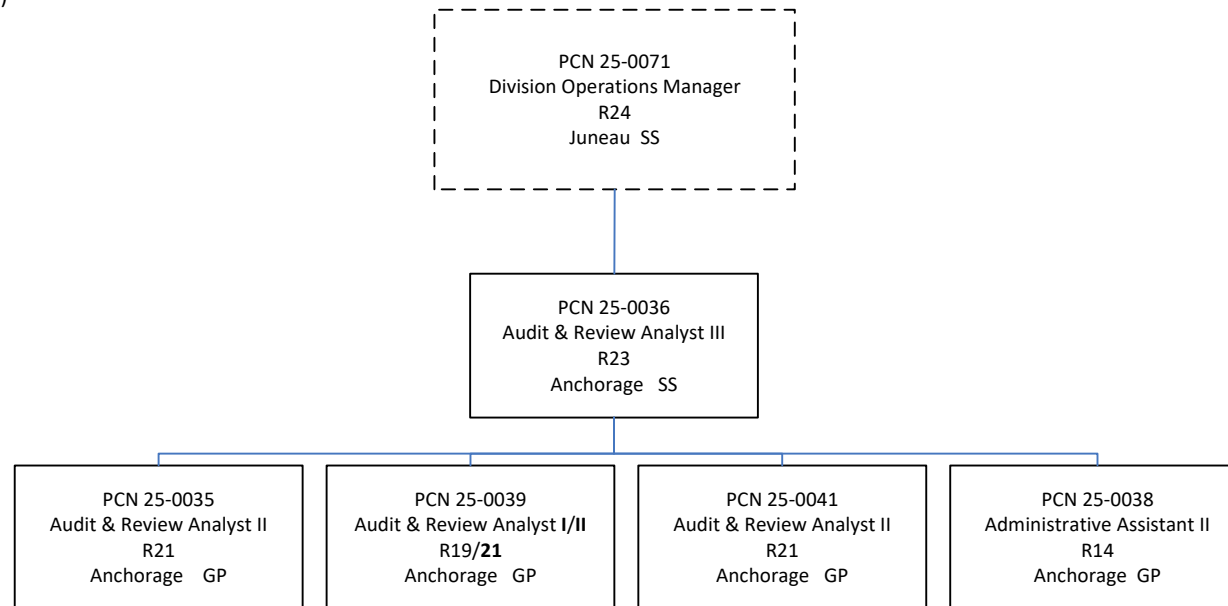 )
PCN 25-0071
Division Operations Manager
R24
Juneau SS
PCN 25-0036
Audit & Review Analyst III
R23
Anchorage SS
PCN 25-0035
Audit & Review Analyst II
R21
Anchorage GP
PCN 25-0039
Audit & Review Analyst I/II
R19/21
Anchorage GP
PCN 25-0041
Audit & Review Analyst II
R21
Anchorage GP
PCN 25-0038
Administrative Assistant II
R14
Anchorage GP